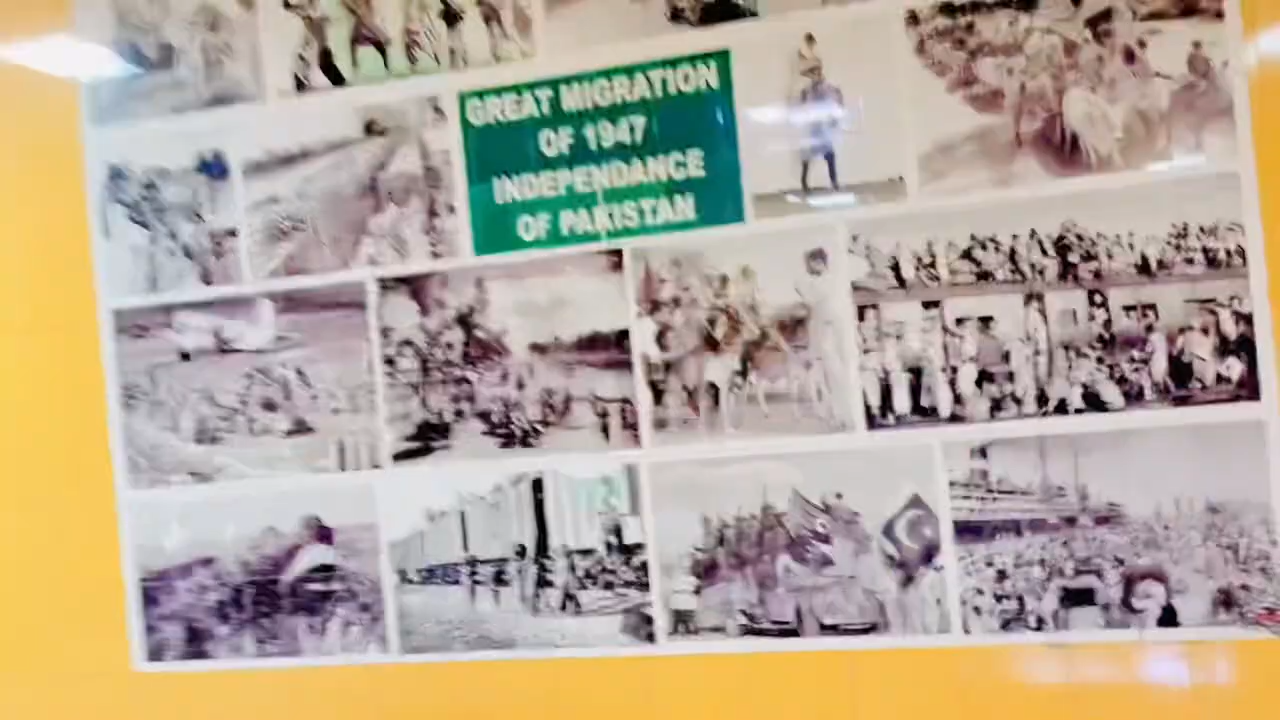 GREAT MIGRATION
OF 1947
INDEPENDANCE
OF PAKISTAN